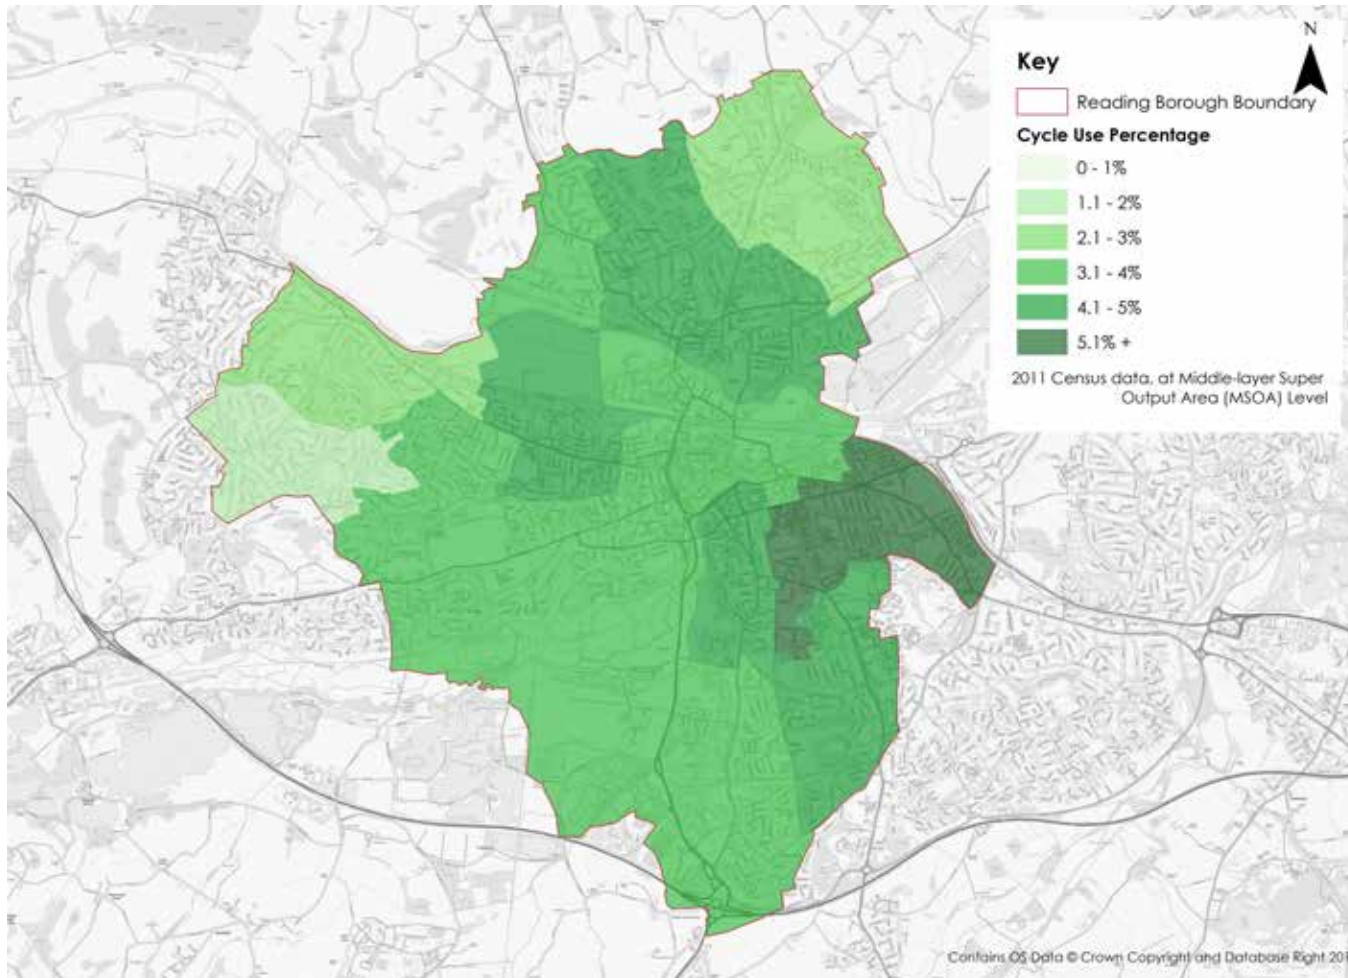 N
Key
Reading Borough Boundary
Cycle Use Percentage
0 - 1%
1.1 - 2%
2.1 - 3%
3.1 - 4%
4.1 - 5%
5.1% +
2011 Census data, at Middle-layer Super
Output Area (MSOA) Level
Contains OS Data © Crown Copyright and Database Right